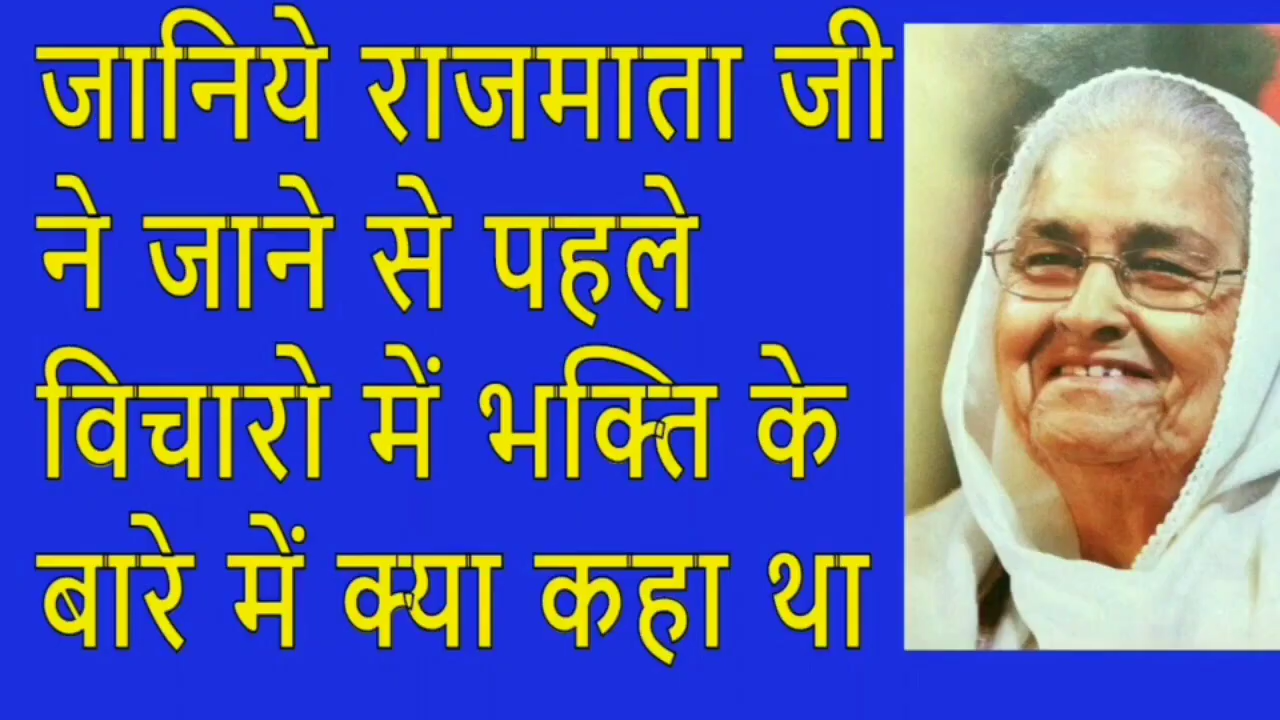 जानिये राजमाता जी
ने जाने से पहले
विचारो में भक्ति के
बारे में क्या कहा था